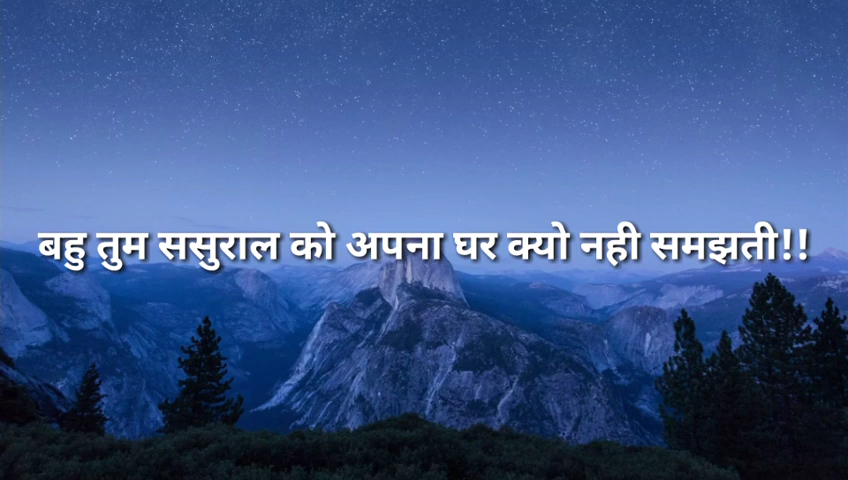 बहु तुम ससुराल को अपना घर क्यो नही समझती!!